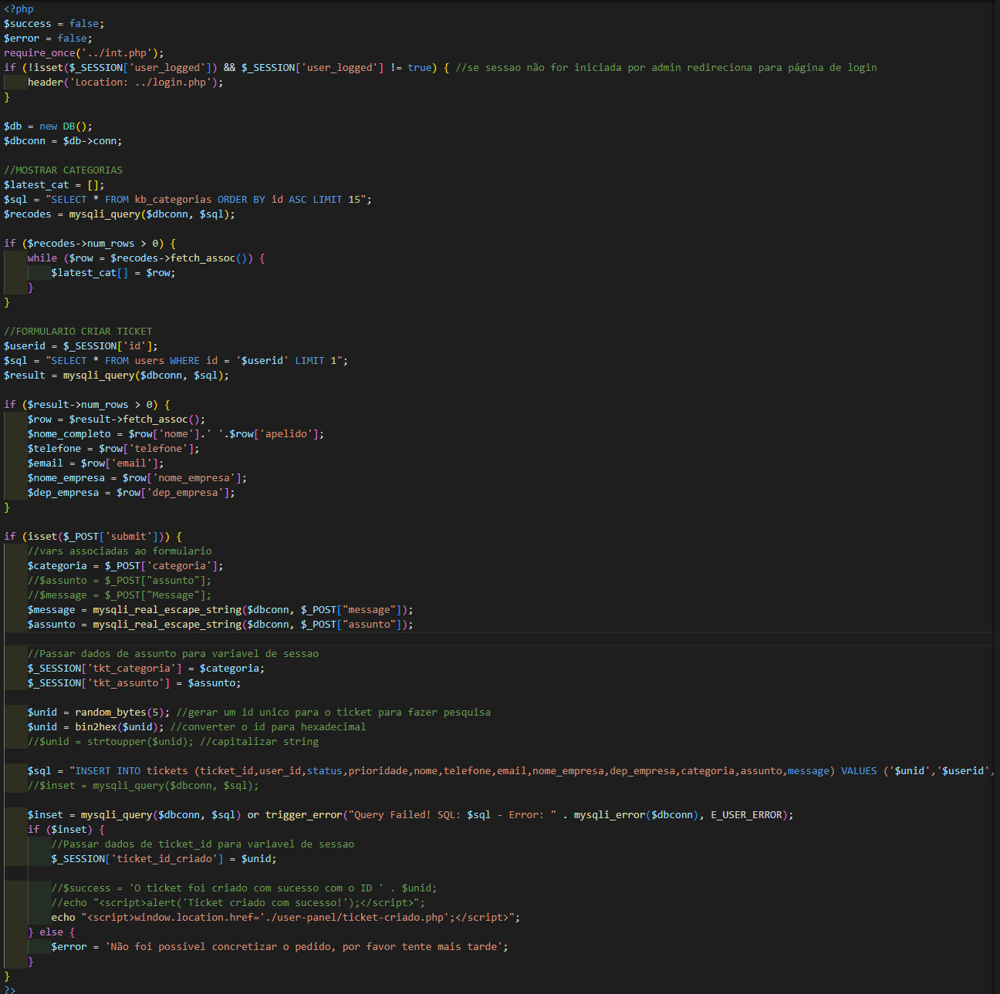 <?php
$success = false;
$error = false;
require_once('../int.php');
if (!isset($_SESSION['user_logged']) && $_SESSION['user_logged'] != true) { //se sessao não for iniciada por admin redireciona para página de login
    header('Location: ../login.php');
}

$db = new DB();
$dbconn = $db->conn;

//MOSTRAR CATEGORIAS
$latest_cat = [];
$sql = "SELECT * FROM kb_categorias ORDER BY id ASC LIMIT 15";
$recodes = mysqli_query($dbconn, $sql);

if ($recodes->num_rows > 0) {
    while ($row = $recodes->fetch_assoc()) {
        $latest_cat[] = $row;
    }
}

//FORMULARIO CRIAR TICKET
$userid = $_SESSION['id'];
$sql = "SELECT * FROM users WHERE id = '$userid' LIMIT 1";
$result = mysqli_query($dbconn, $sql);

if ($result->num_rows > 0) {
    $row = $result->fetch_assoc();
    $nome_completo = $row['nome'].' '.$row['apelido'];
    $telefone = $row['telefone'];
    $email = $row['email'];
    $nome_empresa = $row['nome_empresa'];
    $dep_empresa = $row['dep_empresa'];
}

if (isset($_POST['submit'])) {
    //vars associadas ao formulario
    $categoria = $_POST['categoria'];
    //$assunto = $_POST["assunto"];
    //$message = $_POST["Message"];
    $message = mysqli_real_escape_string($dbconn, $_POST["message"]);
    $assunto = mysqli_real_escape_string($dbconn, $_POST["assunto"]);

    //Passar dados de assunto para variavel de sessao
    $_SESSION['tkt_categoria'] = $categoria;
    $_SESSION['tkt_assunto'] = $assunto;

    $unid = random_bytes(5); //gerar um id unico para o ticket para fazer pesquisa
    $unid = bin2hex($unid); //converter o id para hexadecimal
    //$unid = strtoupper($unid); //capitalizar string

    $sql = "INSERT INTO tickets (ticket_id,user_id,status,prioridade,nome,telefone,email,nome_empresa,dep_empresa,categoria,assunto,message) VALUES ('$unid','$userid',
    //$inset = mysqli_query($dbconn, $sql);

    $inset = mysqli_query($dbconn, $sql) or trigger_error("Query Failed! SQL: $sql - Error: " . mysqli_error($dbconn), E_USER_ERROR);
    if ($inset) {
        //Passar dados de ticket_id para variavel de sessao
        $_SESSION['ticket_id_criado'] = $unid;

        //$success = 'O ticket foi criado com sucesso com o ID ' . $unid;
        //echo "<script>alert('Ticket criado com sucesso!');</script>";
        echo "<script>window.location.href='./user-panel/ticket-criado.php';</script>";
    } else {
        $error = 'Não foi possivel concretizar o pedido, por favor tente mais tarde';
    }
}
?>